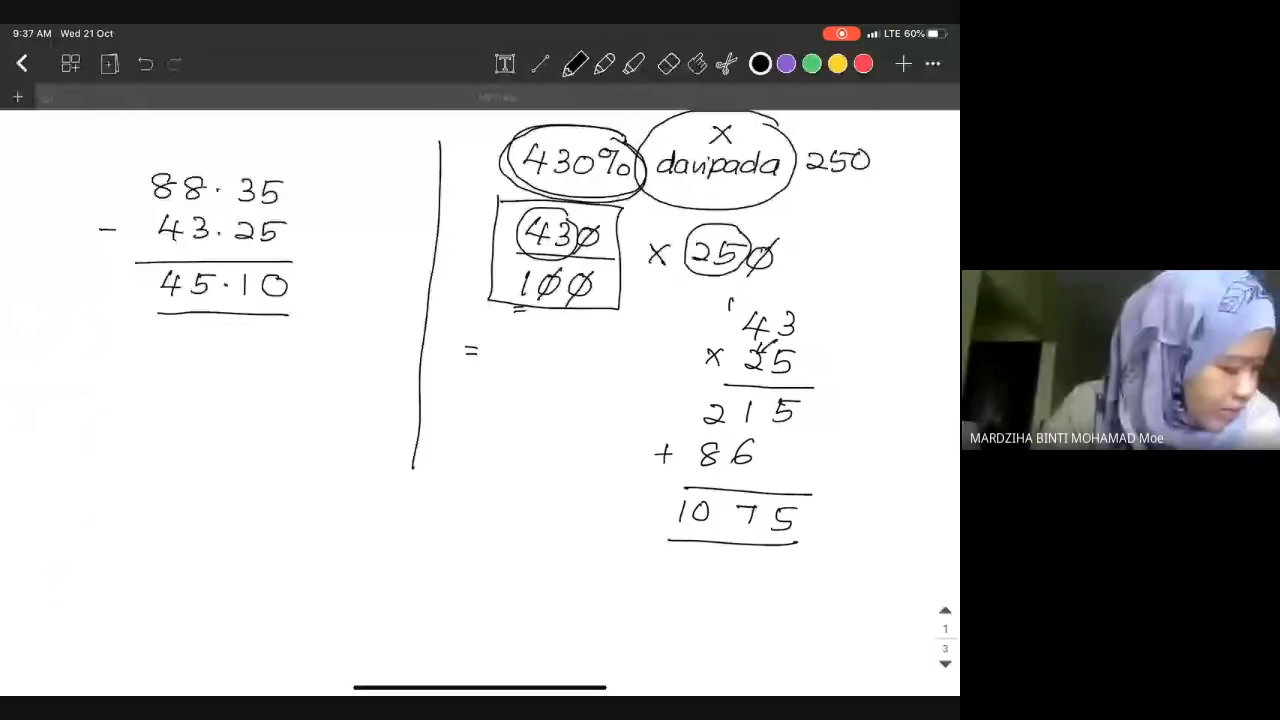 9:37 AM Wed 21 Oct
LTE 60%
88.35
- 43.25
45.10
430% x daripada 250
430
100
x 250
=
43
x 25
215
+ 86
1075
MARDZIHA BINTI MOHAMAD Moe
1
3